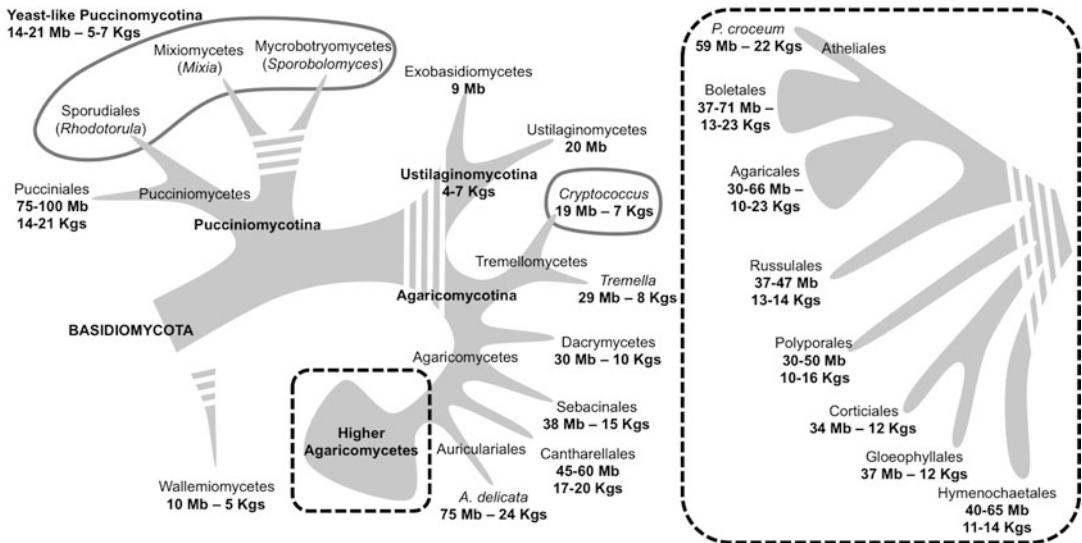 Yeast-like Puccinomycotina
14-21 Mb – 5-7 Kgs
Mixiomycetes
(Mixia)
Mycrobotryomycetes
(Sporobolomyces)
Sporudiales
(Rhodotorula)
Pucciniales
75-100 Mb
14-21 Kgs
Pucciniomycetes
Pucciniomycotina
Exobasidiomycetes
9 Mb
Ustilaginomycetes
20 Mb
Ustilaginomycotina
4-7 Kgs
Cryptococcus
19 Mb – 7 Kgs
Tremellomycetes
Tremella
29 Mb – 8 Kgs
Agaricomycotina
BASIDIOMYCOTA
Agaricomycetes
Dacrymycetes
30 Mb – 10 Kgs
Sebacinales
38 Mb – 15 Kgs
Cantharellales
45-60 Mb
17-20 Kgs
Auriculariales
A. delicata
75 Mb – 24 Kgs
Higher
Agaricomycetes
Wallemiomycetes
10 Mb – 5 Kgs
P. croceum
59 Mb – 22 Kgs
Atheliales
Boletales
37-71 Mb –
13-23 Kgs
Agaricales
30-66 Mb –
10-23 Kgs
Russulales
37-47 Mb
13-14 Kgs
Polyporales
30-50 Mb
10-16 Kgs
Corticiales
34 Mb – 12 Kgs
Gloeophyllales
37 Mb – 12 Kgs
Hymenochaetales
40-65 Mb
11-14 Kgs